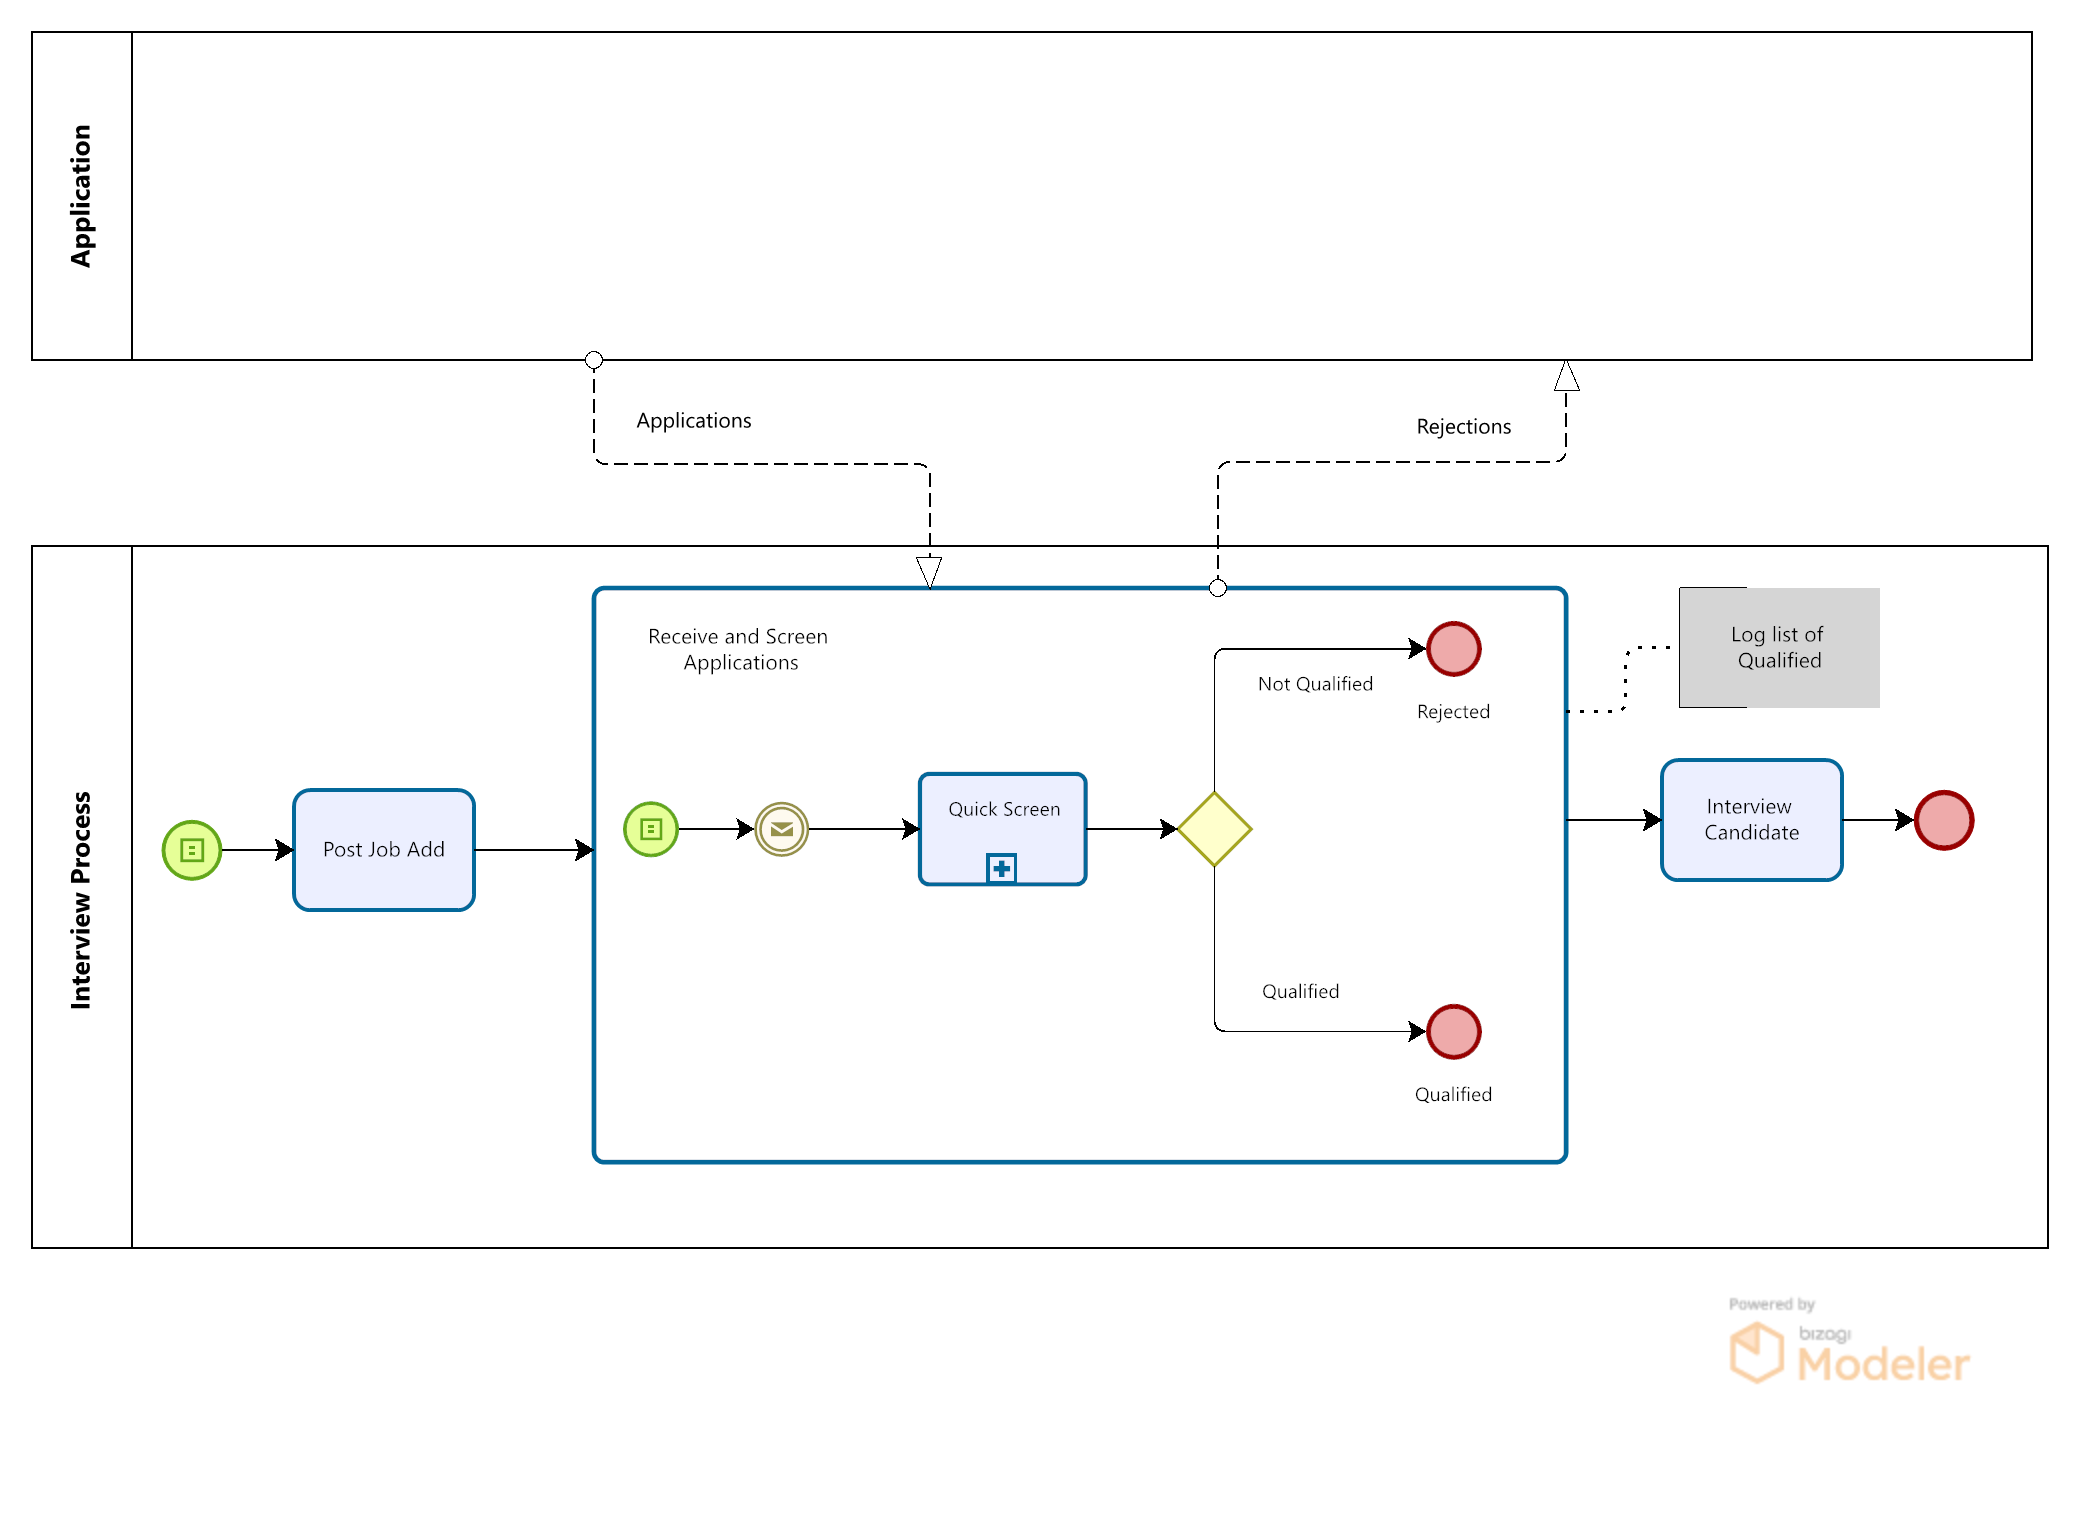 Application
Applications
Rejections
Interview Process
Receive and Screen
Applications
Not Qualified
Rejected
Log list of
Qualified
Post Job Add
Quick Screen
Interview
Candidate
Qualified
Qualified
Powered by
bizagi
Modeler